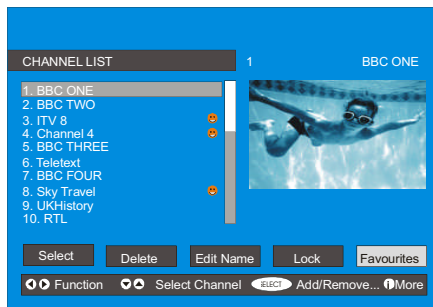 CHANNEL LIST 1 BBC ONE
1. BBC ONE
2. BBC TWO
3. ITV 8
4. Channel 4
5. BBC THREE
6. Teletext
7. BBC FOUR
8. Sky Travel
9. UKHistory
10. RTL
Select Delete Edit Name Lock Favourites
Function Select Channel SELECT Add/Remove... i More